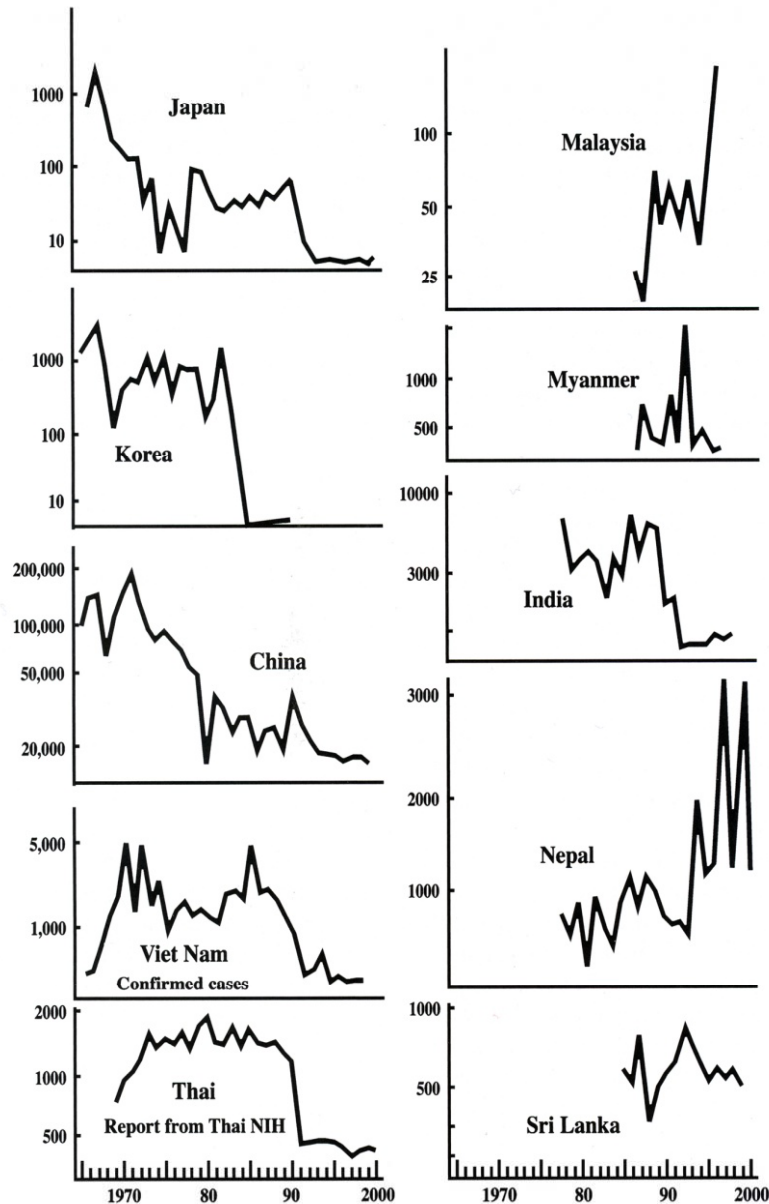 1000
Japan
100
10
1000
100
Korea
10
200,000
100,000
China
50,000
20,000
5,000
1,000
Viet Nam
Confirmed cases
2000
1000
Thai
Report from Thai NIH
500
1970 80 90 2000
100
Malaysia
50
25
Myanmer
1000
500
10000
3000
India
3000
2000
Nepal
1000
1000
500
Sri Lanka
1970 80 90 2000